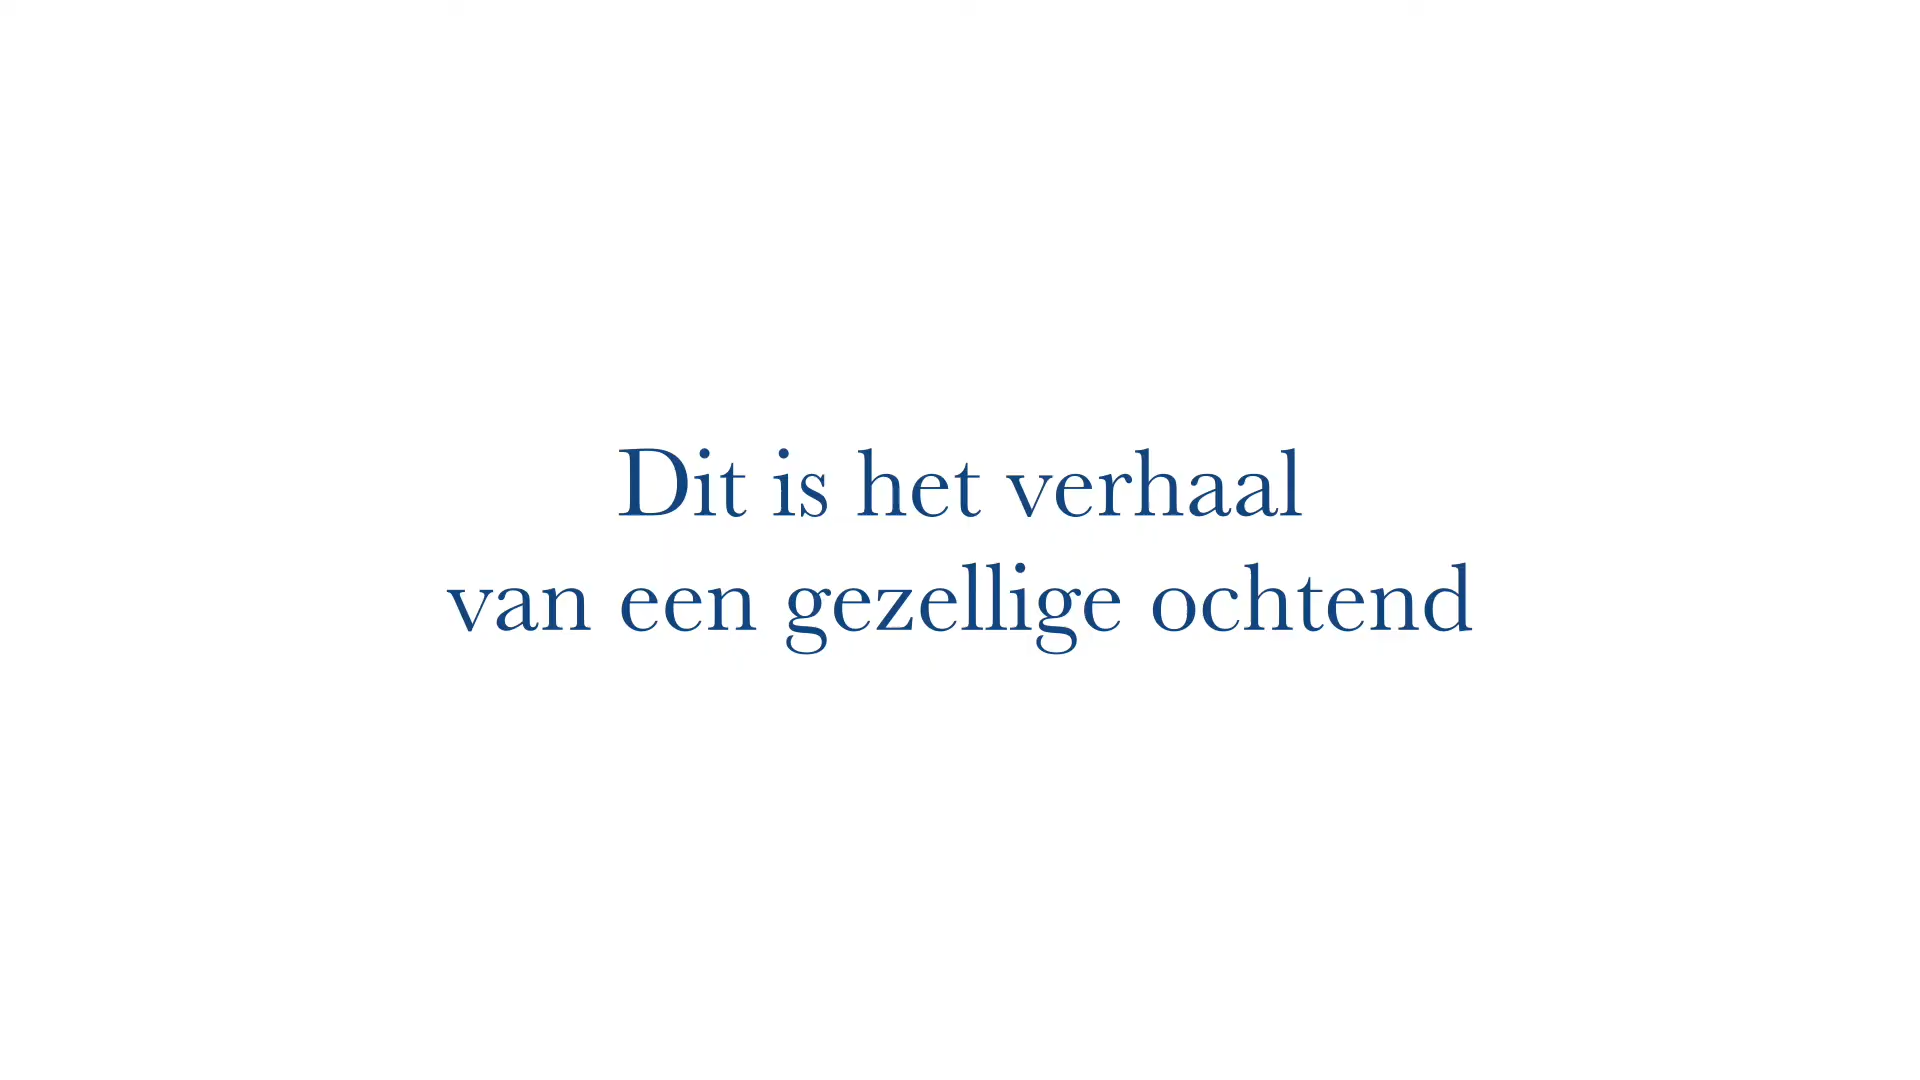 Dit is het verhaal
van een gezellige ochtend